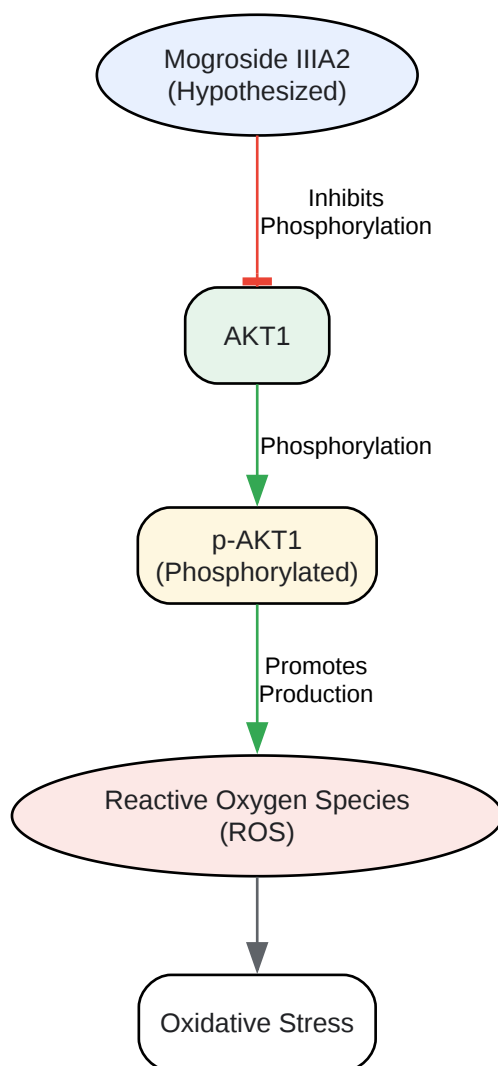 Mogroside IIIA2
(Hypothesized)
Inhibits
Phosphorylation
AKT1
Phosphorylation
p-AKT1
(Phosphorylated)
Promotes
Production
Reactive Oxygen Species
(ROS)
Oxidative Stress